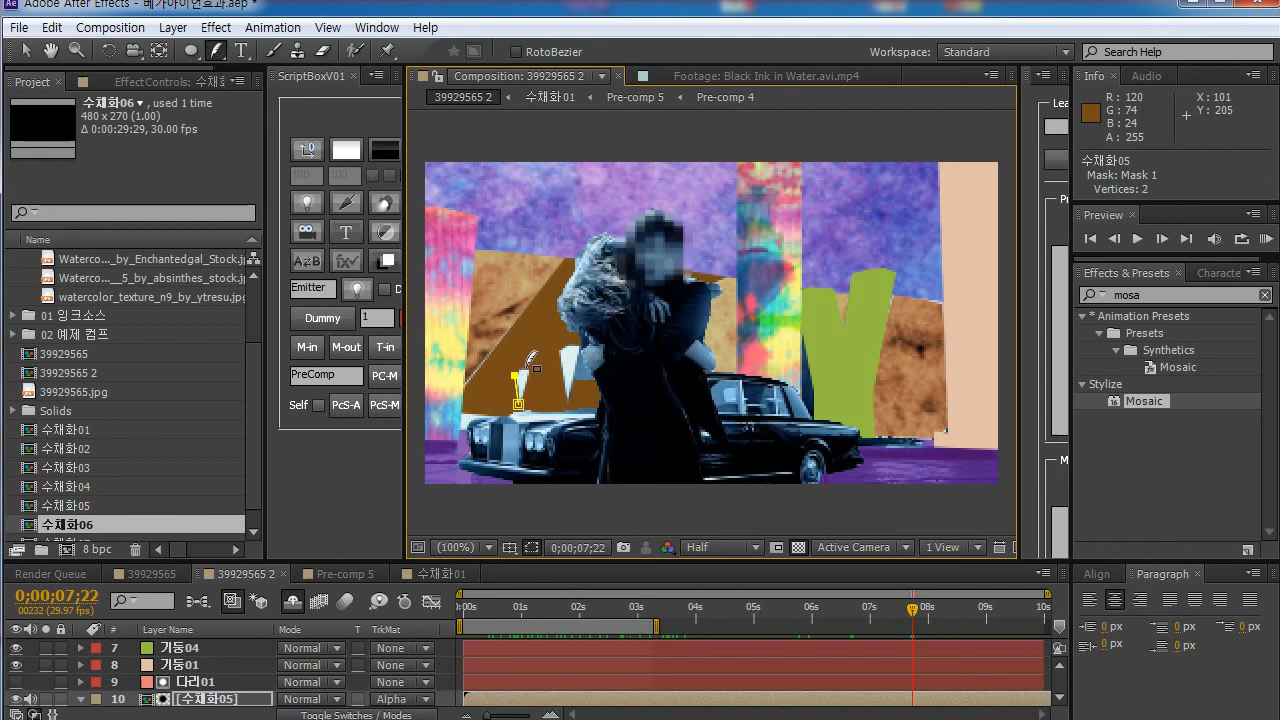 Adobe After Effects - 베가아이언효과.aep *
File Edit Composition Layer Effect Animation View Window Help
RotoBezier
Workspace: Standard
Search Help
Project
Effect Controls: 수채
ScriptBoxV01
Composition: 39929565 2
Footage: Black Ink in Water.avi.mp4
Info
Audio
수채화06 , used 1 time
480 x 270 (1.00)
Δ 0:00:29:29, 30.00 fps
39929565 2
수채화01
Pre-comp 5
Pre-comp 4
Lea
R : 120
G : 74
B : 24
A : 255
X : 101
Y : 205
수채화05
Mask: Mask 1
Vertices: 2
100
100
Name
Preview
Waterco..._by_Enchantedgal_Stock.j
Waterco..._5_by_absinthes_stock.j
watercolor_texture_n9_by_ytresu.jpg
01 잉크소스
02 예제 컴프
39929565
39929565 2
39929565.jpg
Solids
수채화01
수채화02
수채화03
수채화04
수채화05
수채화06
8 bpc
T
A↔B
fx
Emitter
Dummy
1
M-in
M-out
T-in
PreComp
PC-M
Self
PcS-A
PcS-M
Pr
M
Effects & Presets
Characte
mosa
* Animation Presets
Presets
Synthetics
Mosaic
Stylize
Mosaic
(100%)
0;00;07;22
Half
Active Camera
1 View
Render Queue
39929565
39929565 2
Pre-comp 5
수채화01
Align
Paragraph
0;00;07;22
00232 (29.97 fps)
:00s 01s 02s 03s 04s 05s 06s 07s 08s 09s 10s
# Layer Name Mode T TrkMat
7 기둥04 Normal None
8 기둥01 Normal None
9 다리01 Normal None
10 [수채화05] Normal Alpha
Toggle Switches / Modes
0 px
0 px
0 px
0 px
0 px